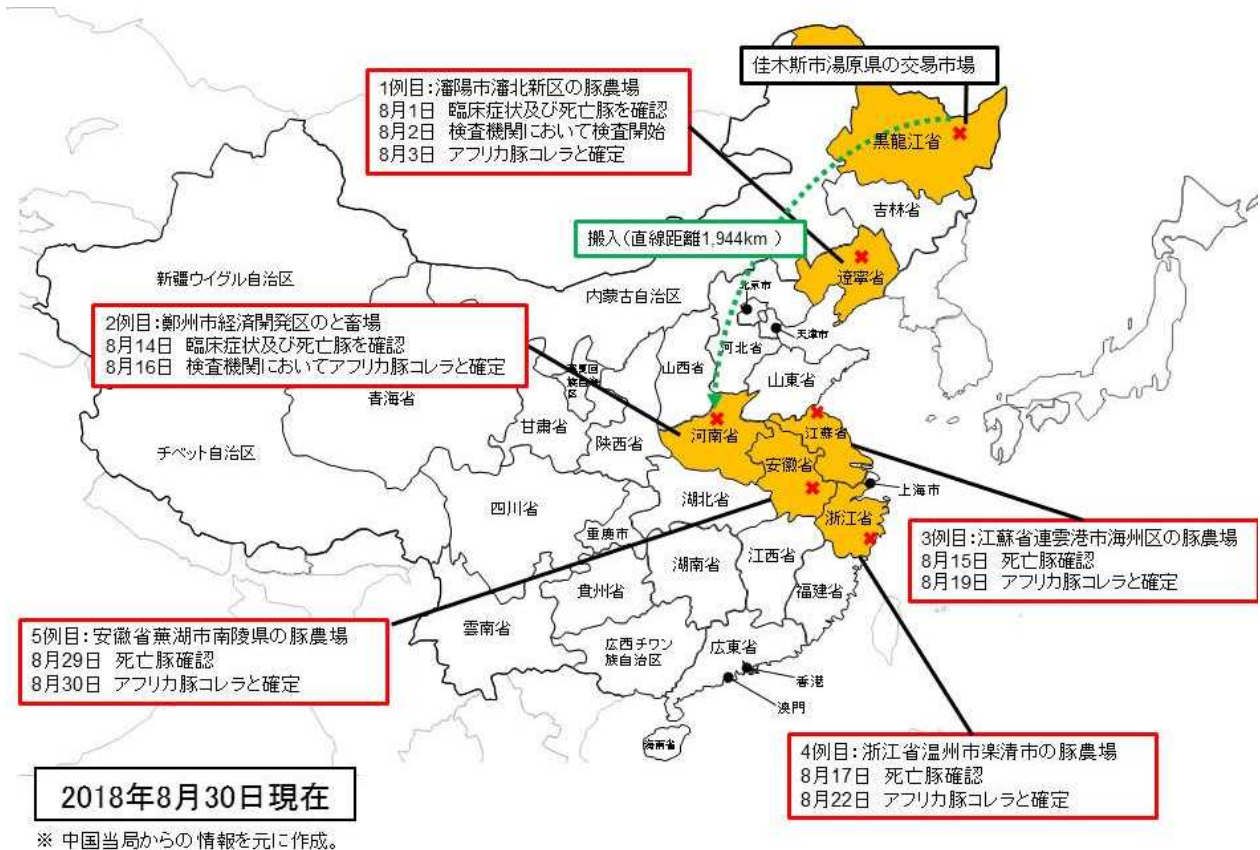 佳木斯市湯原県の交易市場
1例目:瀋陽市瀋北新区の豚農場
8月1日 臨床症状及び死亡豚を確認
8月2日 検査機関において検査開始
8月3日 アフリカ豚コレラと確定
黒龍江省
吉林省
搬入(直線距離1,944km )
遼寧省
新疆ウイグル自治区
内蒙古自治区
北京市
天津市
2例目:鄭州市経済開発区のと畜場
8月14日 臨床症状及び死亡豚を確認
8月16日 検査機関においてアフリカ豚コレラと確定
河北省
山西省
山東省
族自治
区
青海省
甘粛省
陝西省
河南省
江蘇省
チベット自治区
安徽省
上海市
四川省
湖北省
重慶市
浙江省
3例目:江蘇省連雲港市海州区の豚農場
8月15日 死亡豚確認
8月19日 アフリカ豚コレラと確定
湖南省
江西省
貴州省
福建省
雲南省
5例目:安徽省蕪湖市南陵県の豚農場
8月29日 死亡豚確認
8月30日 アフリカ豚コレラと確定
広西チワン
族自治区
広東省
香港
澳門
海南省
4例目:浙江省温州市楽清市の豚農場
8月17日 死亡豚確認
8月22日 アフリカ豚コレラと確定
2018年8月30日現在
※ 中国当局からの情報を元に作成。